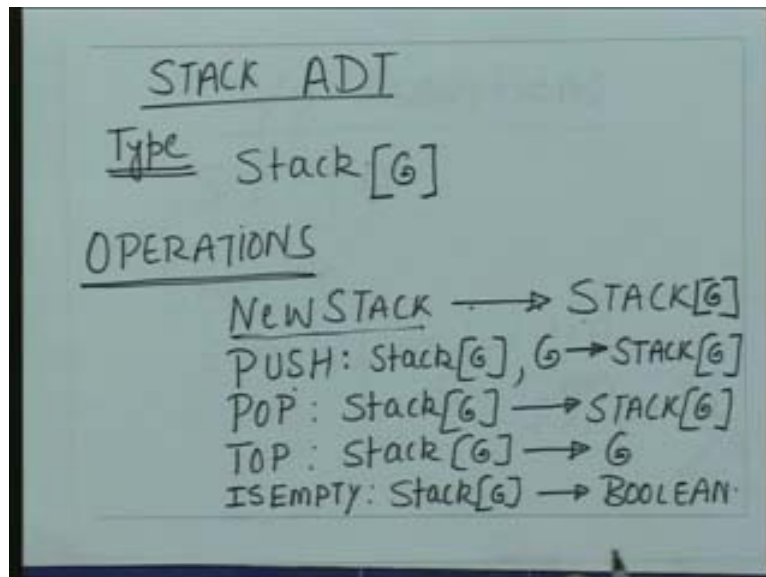 STACK ADT
Type Stack[G]
OPERATIONS
NewSTACK → STACK[G]
PUSH: Stack[G], G → STACK[G]
POP: Stack[G] → STACK[G]
TOP: Stack[G] → G
ISEMPTY: Stack[G] → BOOLEAN.